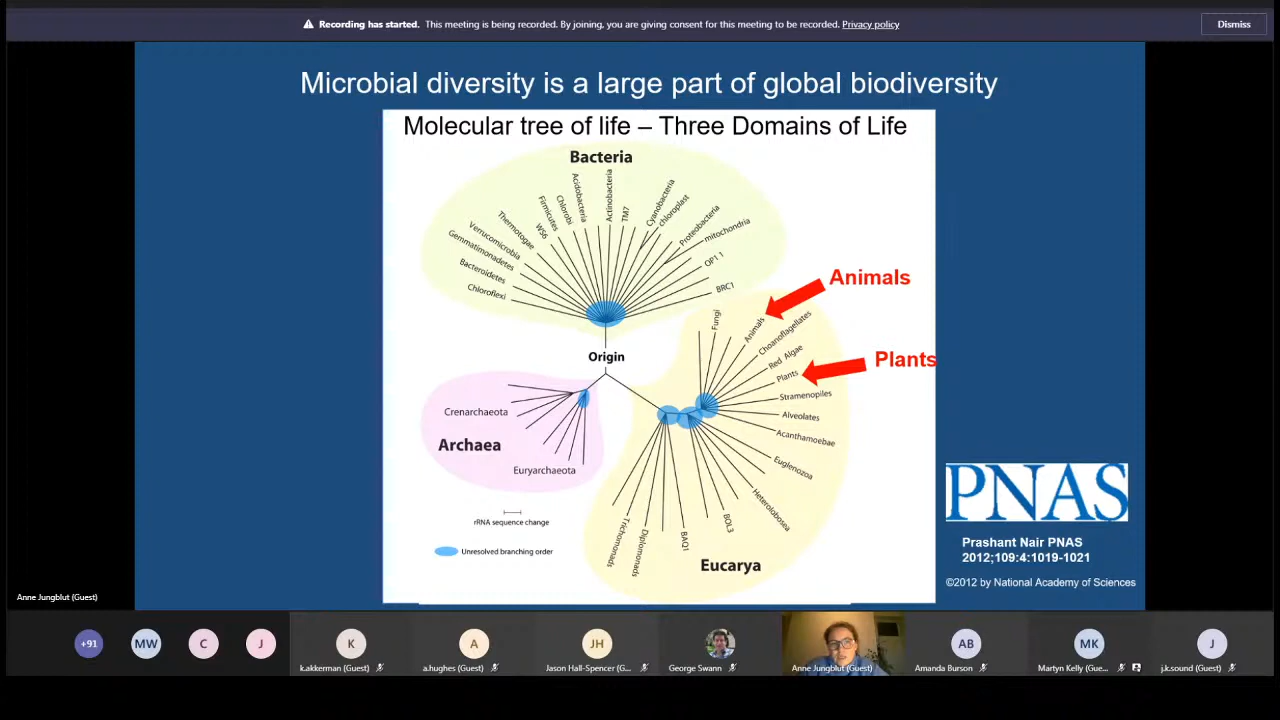 Recording has started. This meeting is being recorded. By joining, you are giving consent for this meeting to be recorded. Privacy policy
Dismiss
Microbial diversity is a large part of global biodiversity
Molecular tree of life – Three Domains of Life
Bacteria
Chloroflexi
Bacteroidetes
Gemmatimonadetes
Verrucomicrobia
Thermotogae
WS6
Firmicutes
Chlorobi
Acidobacteria
Actinobacteria
TM7
Cyanobacteria
chloroplast
Proteobacteria
mitochondria
OP1 1
BRC1
Animals
Plants
Origin
Fungi
Animals
Choanoflagellates
Red Algae
Plants
Stramenopiles
Alveolates
Acanthamoebae
Euglenozoa
Heterolobosea
BOL3
BAQ1
Diplomonads
Trichomonads
Eucarya
Crenarchaeota
Archaea
Euryarchaeota
rRNA sequence change
Unresolved branching order
PNAS
Prashant Nair PNAS
2012;109:4:1019-1021
©2012 by National Academy of Sciences
Anne Jungblut (Guest)
+91
MW
C
J
K
k.akkerman (Guest)
A
a.hughes (Guest)
JH
Jason Hall-Spencer (G...
George Swann
Anne Jungblut (Guest)
AB
Amanda Burson
MK
Martyn Kelly (Gue...
J
j.k.sound (Guest)